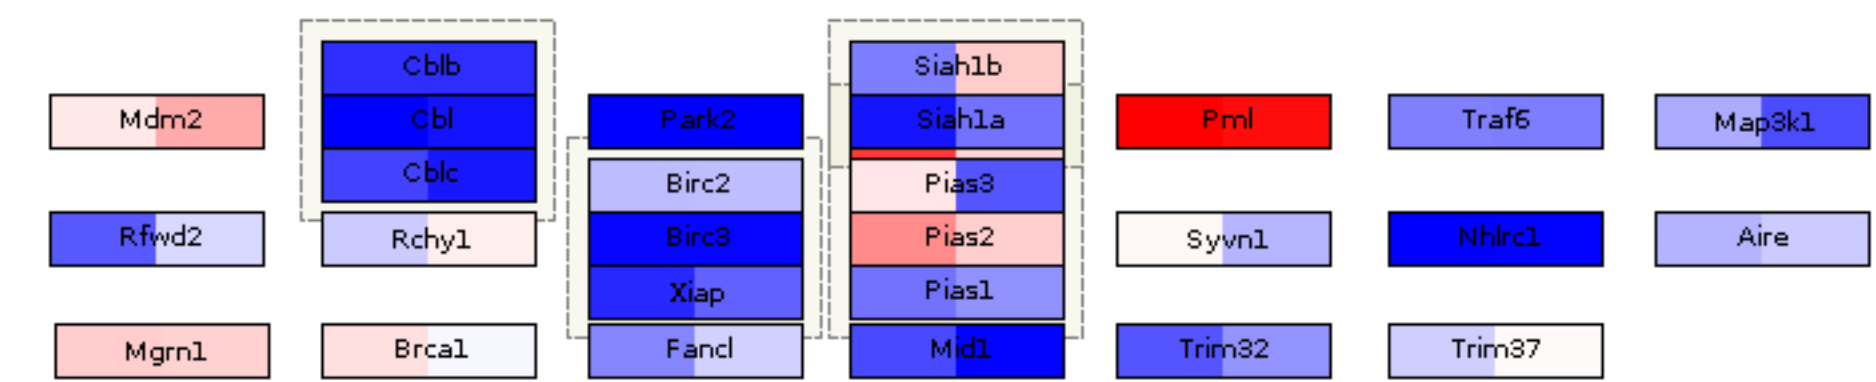 Cblb
Siah1b
Mdm2
Cbl
Park2
Siah1a
Pml
Traf6
Map3k1
Cblc
Birc2
Pias3
Rfwd2
Rchy1
Birc3
Pias2
Syvn1
Nhlrc1
Aire
Xiap
Pias1
Mgrn1
Brca1
Fancl
Mid1
Trim32
Trim37